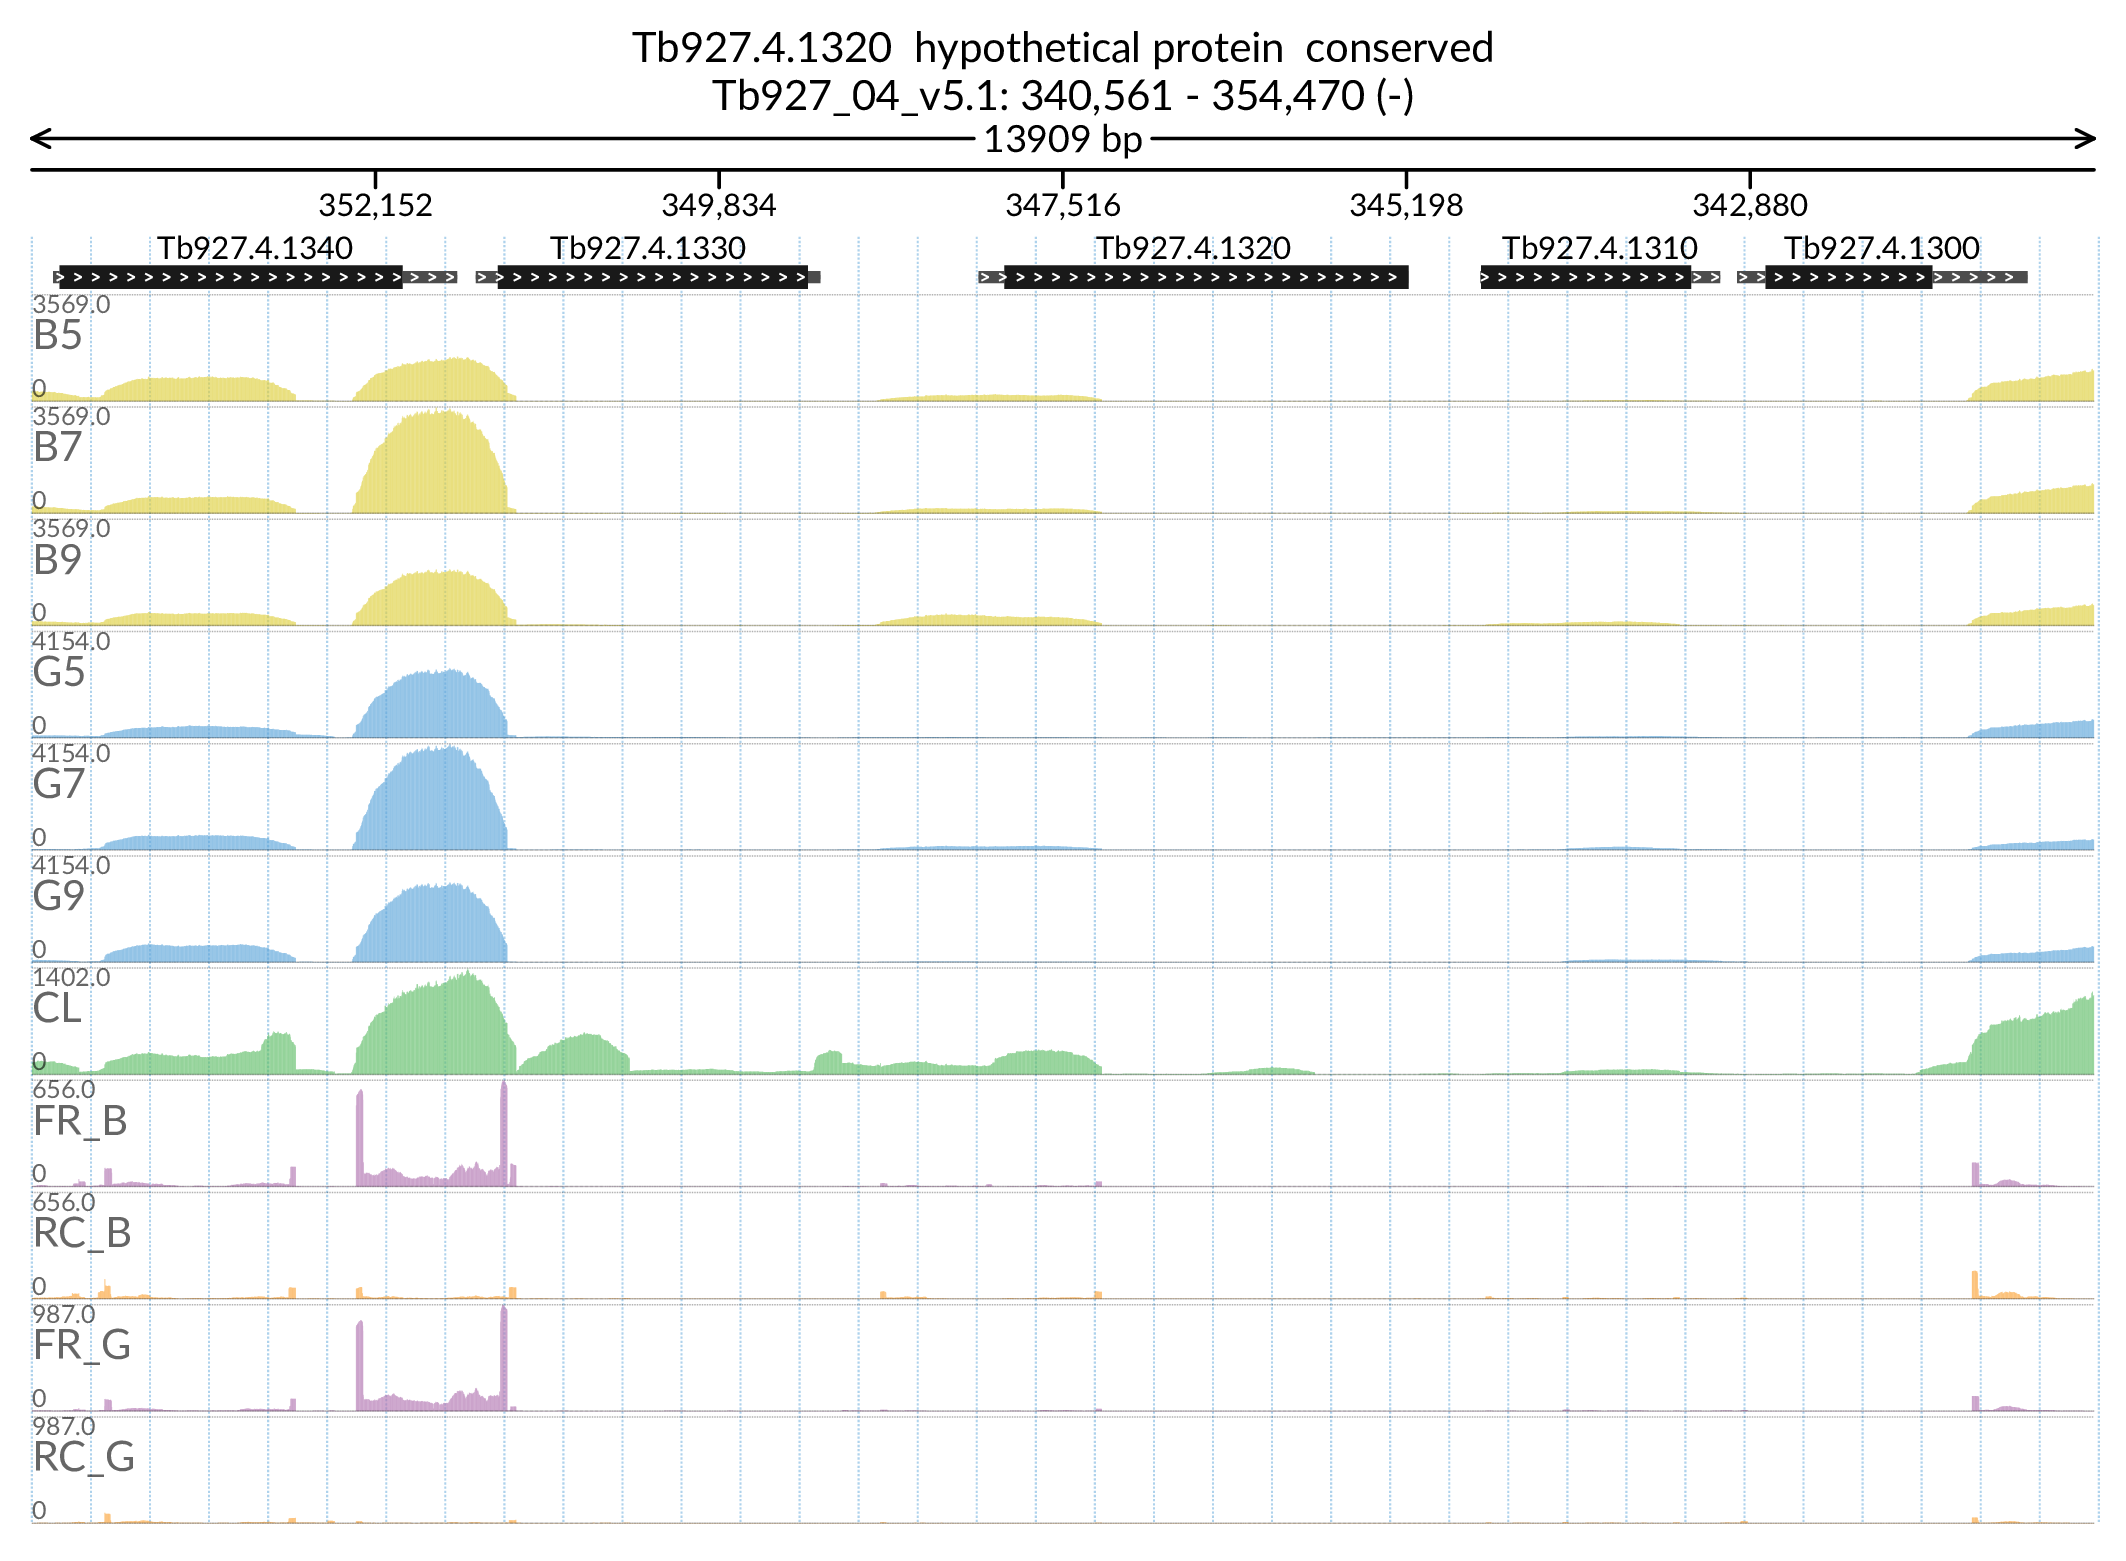 Tb927.4.1320 hypothetical protein conserved
Tb927_04_v5.1: 340,561 - 354,470 (-)
13909 bp
352,152 349,834 347,516 345,198 342,880
Tb927.4.1340 Tb927.4.1330 Tb927.4.1320 Tb927.4.1310 Tb927.4.1300
3569.0
B5
0
3569.0
B7
0
3569.0
B9
0
4154.0
G5
0
4154.0
G7
0
4154.0
G9
0
1402.0
CL
0
656.0
FR_B
0
656.0
RC_B
0
987.0
FR_G
0
987.0
RC_G
0